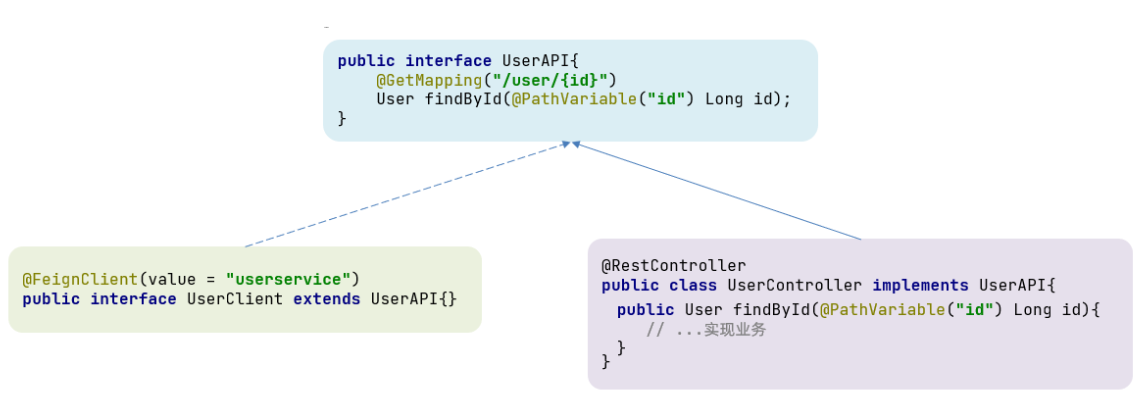 public interface UserAPI{
@GetMapping("/user/{id}")
User findById(@PathVariable("id") Long id);
}
@FeignClient(value = "userservice")
public interface UserClient extends UserAPI{}
@RestController
public class UserController implements UserAPI{
public User findById(@PathVariable("id") Long id){
// ...实现业务
}
}